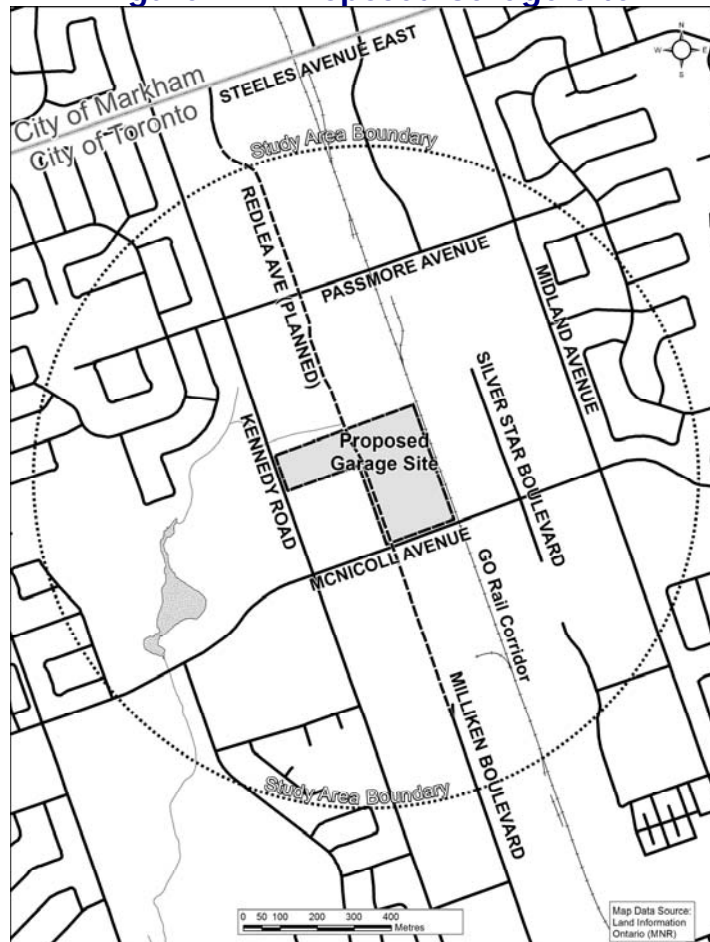 N
W E
S
STEELES AVENUE EAST
City of Markham
City of Toronto
Study Area Boundary
REDLEA AVE (PLANNED)
PASSMORE AVENUE
MIDLAND AVENUE
SILVER STAR BOULEVARD
KENNEDY ROAD
Proposed
Garage Site
MCNICOLL AVENUE
GO Rail Corridor
MILLIKEN BOULEVARD
Study Area Boundary
0 50 100 200 300 400
Metres
Map Data Source:
Land Information
Ontario (MNR)